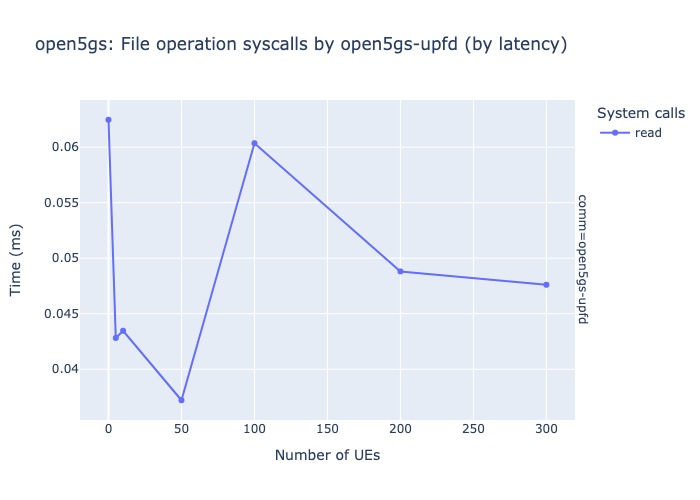 open5gs: File operation syscalls by open5gs-upfd (by latency)
System calls
read
0.06
0.055
0.05
0.045
0.04
Time (ms)
comm=open5gs-upfd
0 50 100 150 200 250 300
Number of UEs